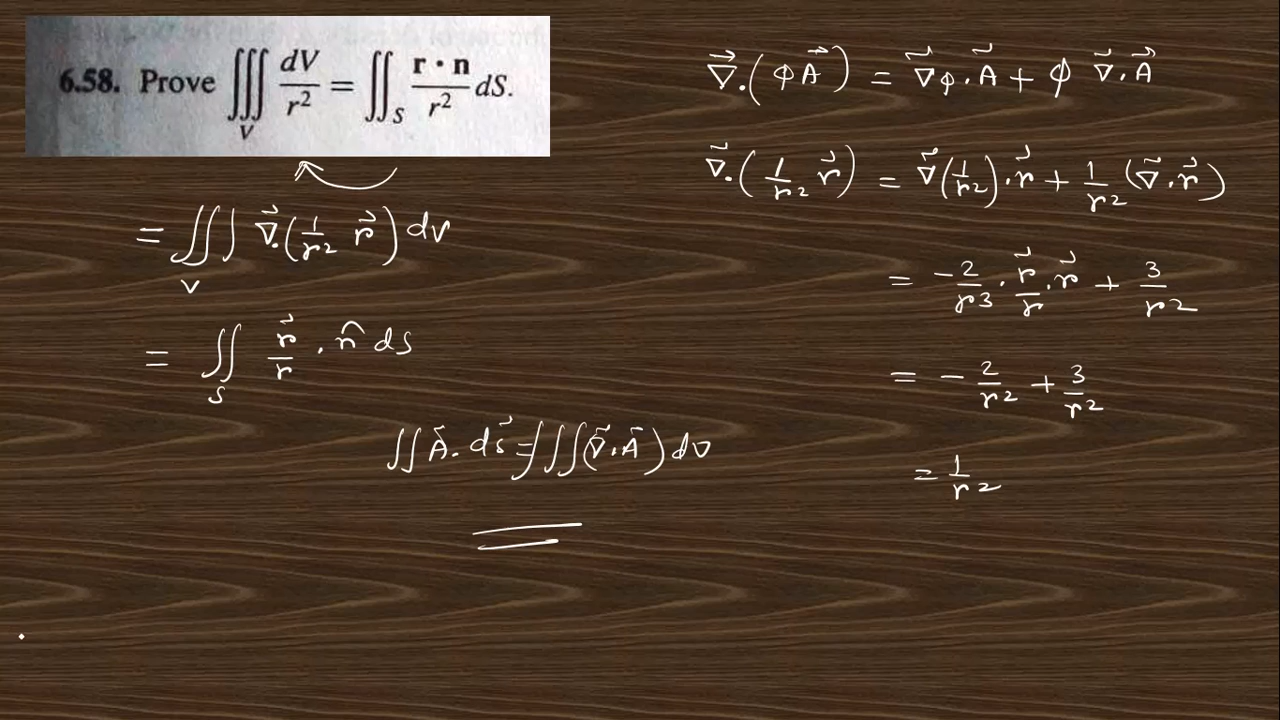 6.58. Prove ∭_V dV/r² = ∬_S r · n/r² dS.
= ∭_V ∇⃗.(1/r² r⃗) dv
= ∬_S r⃗/r . n̂ ds
∬ A⃗. ds⃗ = ∭(∇⃗.A⃗) dv
∇⃗.(φA⃗) = ∇⃗φ.A⃗ + φ ∇⃗.A⃗
∇⃗.(1/r² r⃗) = ∇⃗(1/r²).r⃗ + 1/r² (∇⃗.r⃗)
= -2/r³ . r⃗/r . r⃗ + 3/r²
= - 2/r² + 3/r²
= 1/r²